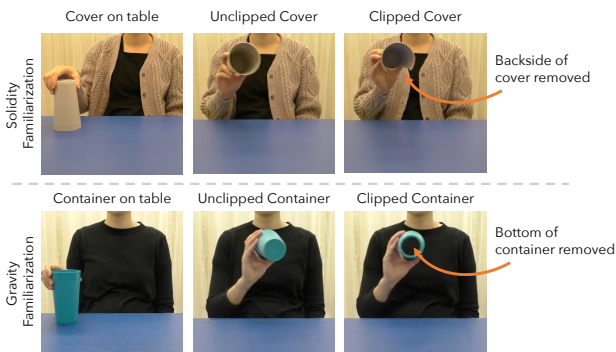 Cover on table
Unclipped Cover
Clipped Cover
Solidity
Familiarization
Backside of
cover removed
Container on table
Unclipped Container
Clipped Container
Gravity
Familiarization
Bottom of
container removed